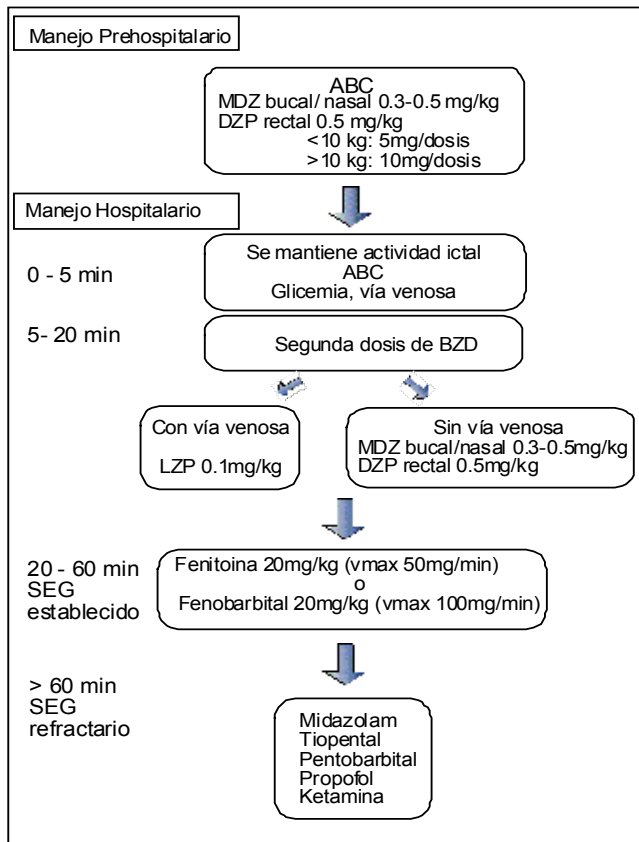 Manejo Prehospitalario
ABC
MDZ bucal/ nasal 0.3-0.5 mg/kg
DZP rectal 0.5 mg/kg
<10 kg: 5mg/dosis
>10 kg: 10mg/dosis
Manejo Hospitalario
0 - 5 min
Se mantiene actividad ictal
ABC
Glicemia, vía venosa
5- 20 min
Segunda dosis de BZD
Con vía venosa
LZP 0.1mg/kg
Sin vía venosa
MDZ bucal/nasal 0.3-0.5mg/kg
DZP rectal 0.5mg/kg
20 - 60 min
SEG
establecido
Fenitoina 20mg/kg (vmax 50mg/min)
o
Fenobarbital 20mg/kg (vmax 100mg/min)
> 60 min
SEG
refractario
Midazolam
Tiopental
Pentobarbital
Propofol
Ketamina